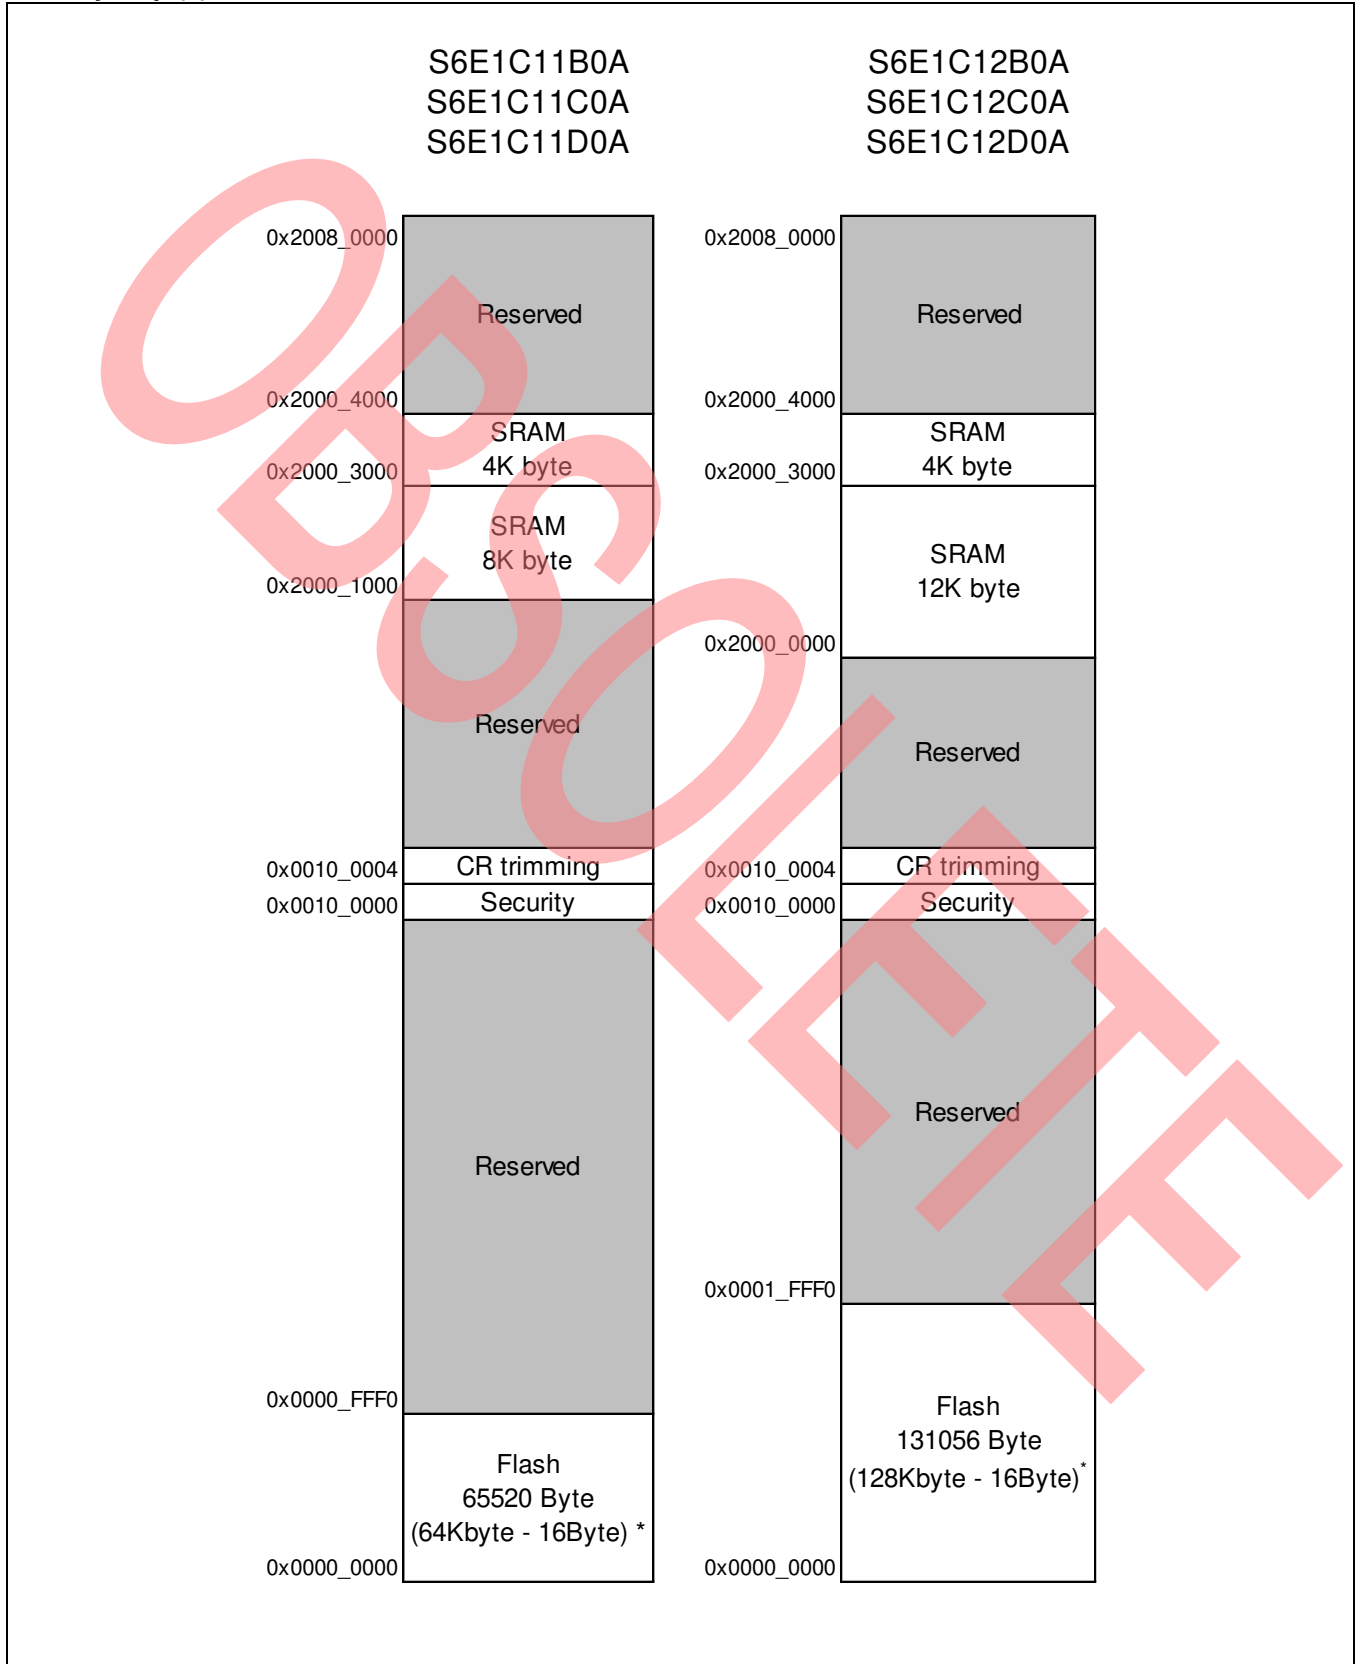 S6E1C11B0A
S6E1C11C0A
S6E1C11D0A
0x2008_0000
Reserved
0x2000_4000
SRAM
4K byte
0x2000_3000
SRAM
8K byte
0x2000_1000
Reserved
0x0010_0004
CR trimming
0x0010_0000
Security
Reserved
0x0000_FFF0
Flash
65520 Byte
(64Kbyte - 16Byte) *
0x0000_0000
S6E1C12B0A
S6E1C12C0A
S6E1C12D0A
0x2008_0000
Reserved
0x2000_4000
SRAM
4K byte
0x2000_3000
SRAM
12K byte
0x2000_0000
Reserved
0x0010_0004
CR trimming
0x0010_0000
Security
Reserved
0x0001_FFF0
Flash
131056 Byte
(128Kbyte - 16Byte)*
0x0000_0000
OBSOLETE